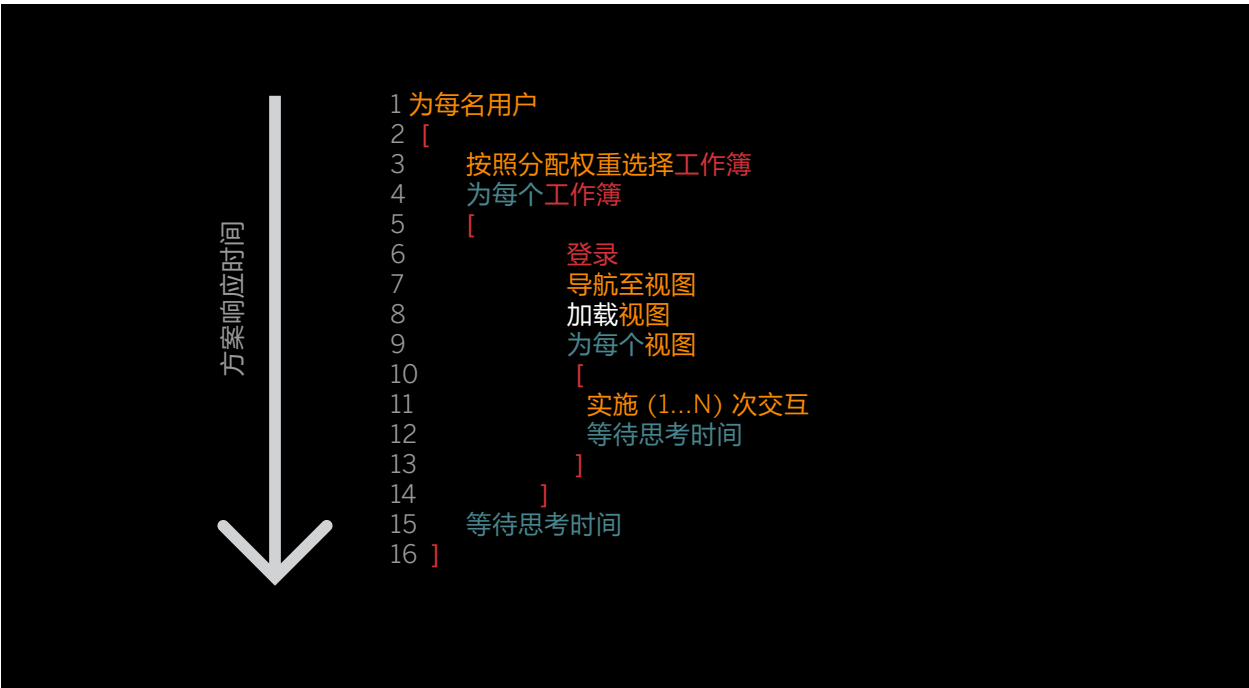 方案响应时间
1 为每名用户
2 [
3 按照分配权重选择工作簿
4 为每个工作簿
5 [
6 登录
7 导航至视图
8 加载视图
9 为每个视图
10 [
11 实施 (1...N) 次交互
12 等待思考时间
13 ]
14 ]
15 等待思考时间
16 ]